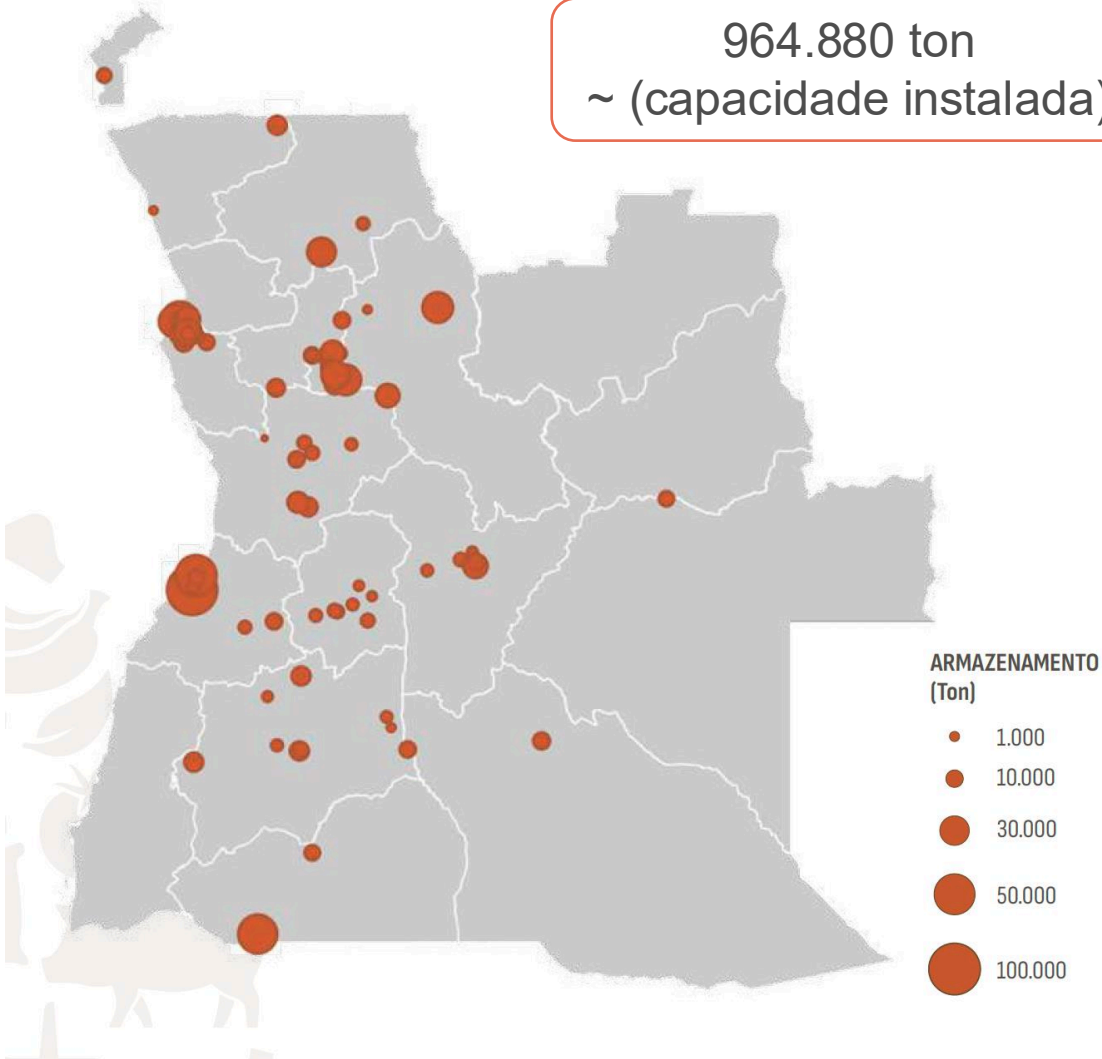 964.880 ton
~ (capacidade instalada)
ARMAZENAMENTO
(Ton)
1.000
10.000
30.000
50.000
100.000